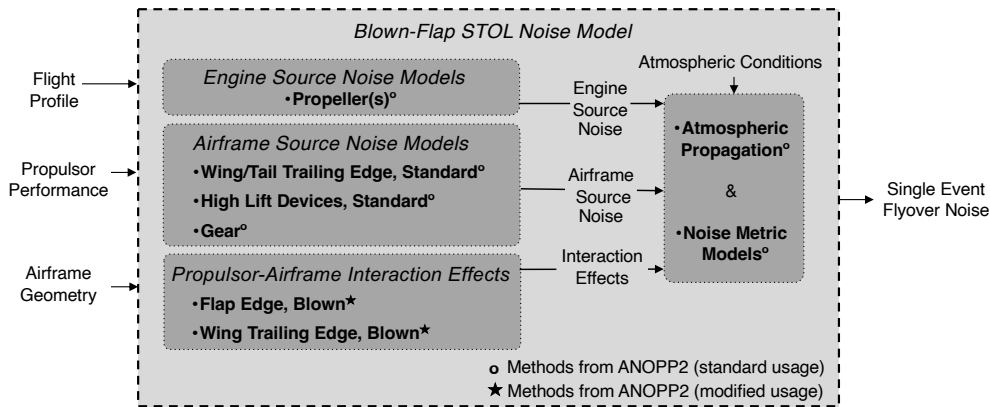 Blown-Flap STOL Noise Model
Flight
Profile
Propulsor
Performance
Airframe
Geometry
Engine Source Noise Models
•Propeller(s)o
Airframe Source Noise Models
•Wing/Tail Trailing Edge, Standardo
•High Lift Devices, Standardo
•Gearo
Propulsor-Airframe Interaction Effects
•Flap Edge, Blown★
•Wing Trailing Edge, Blown★
Engine
Source
Noise
Airframe
Source
Noise
Interaction
Effects
Atmospheric Conditions
•Atmospheric
Propagationo
&
•Noise Metric
Modelso
Single Event
Flyover Noise
o Methods from ANOPP2 (standard usage)
★ Methods from ANOPP2 (modified usage)